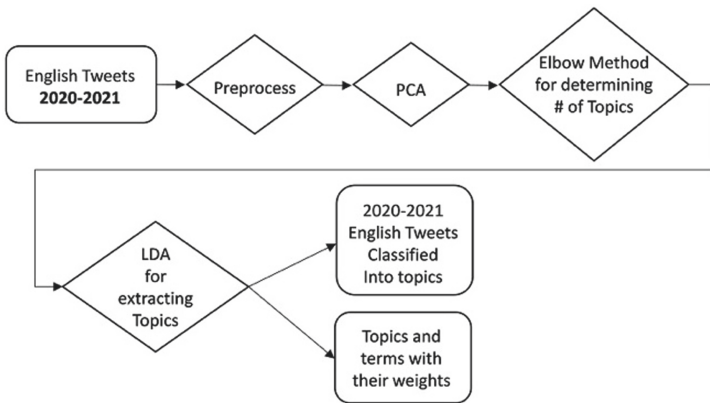 English Tweets
2020-2021
Preprocess
PCA
Elbow Method
for determining
# of Topics
LDA
for
extracting
Topics
2020-2021
English Tweets
Classified
Into topics
Topics and
terms with
their weights